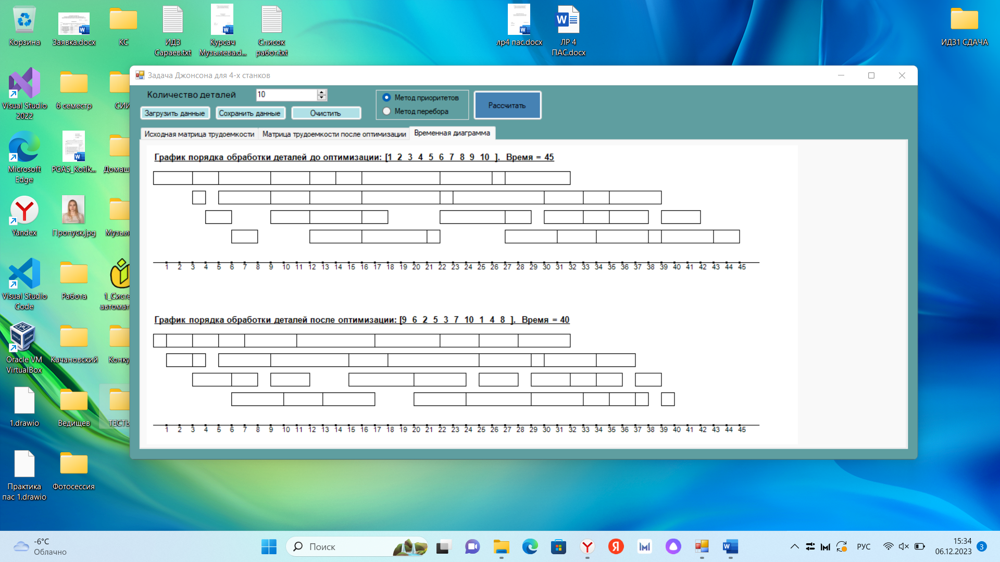 Корзина
Заявка.docx
КС
ИДЗ
Сараев.txt
Курсач
Музылева.d...
Список
работ.txt
лр4 пас.docx
ЛР 4
ПАС.docx
ИДЗ1 СДАЧА
Visual Studio
2022
6 семестр
СИИ
Microsoft
Edge
PGAS_Kotlk...
Домаш
Yandex
Пропуск.jpg
Музыл
Visual Studio
Code
Работа
1_Систе
автомат
Oracle VM
VirtualBox
Качановский
Конку
1.drawio
Ведищев
ТЕСТЬ
Практика
пас 1.drawio
Фотосессия
Задача Джонсона для 4-х станков
Количество деталей
10
Загрузить данные
Сохранить данные
Очистить
Метод приоритетов
Метод перебора
Рассчитать
Исходная матрица трудоемкости
Матрица трудоемкости после оптимизации
Временная диаграмма
График порядка обработки деталей до оптимизации: [1 2 3 4 5 6 7 8 9 10 ]. Время = 45
1 2 3 4 5 6 7 8 9 10 11 12 13 14 15 16 17 18 19 20 21 22 23 24 25 26 27 28 29 30 31 32 33 34 35 36 37 38 39 40 41 42 43 44 45
График порядка обработки деталей после оптимизации: [9 6 2 5 3 7 10 1 4 8 ]. Время = 40
1 2 3 4 5 6 7 8 9 10 11 12 13 14 15 16 17 18 19 20 21 22 23 24 25 26 27 28 29 30 31 32 33 34 35 36 37 38 39 40 41 42 43 44 45
-6°C
Облачно
Поиск
РУС
15:34
06.12.2023
3